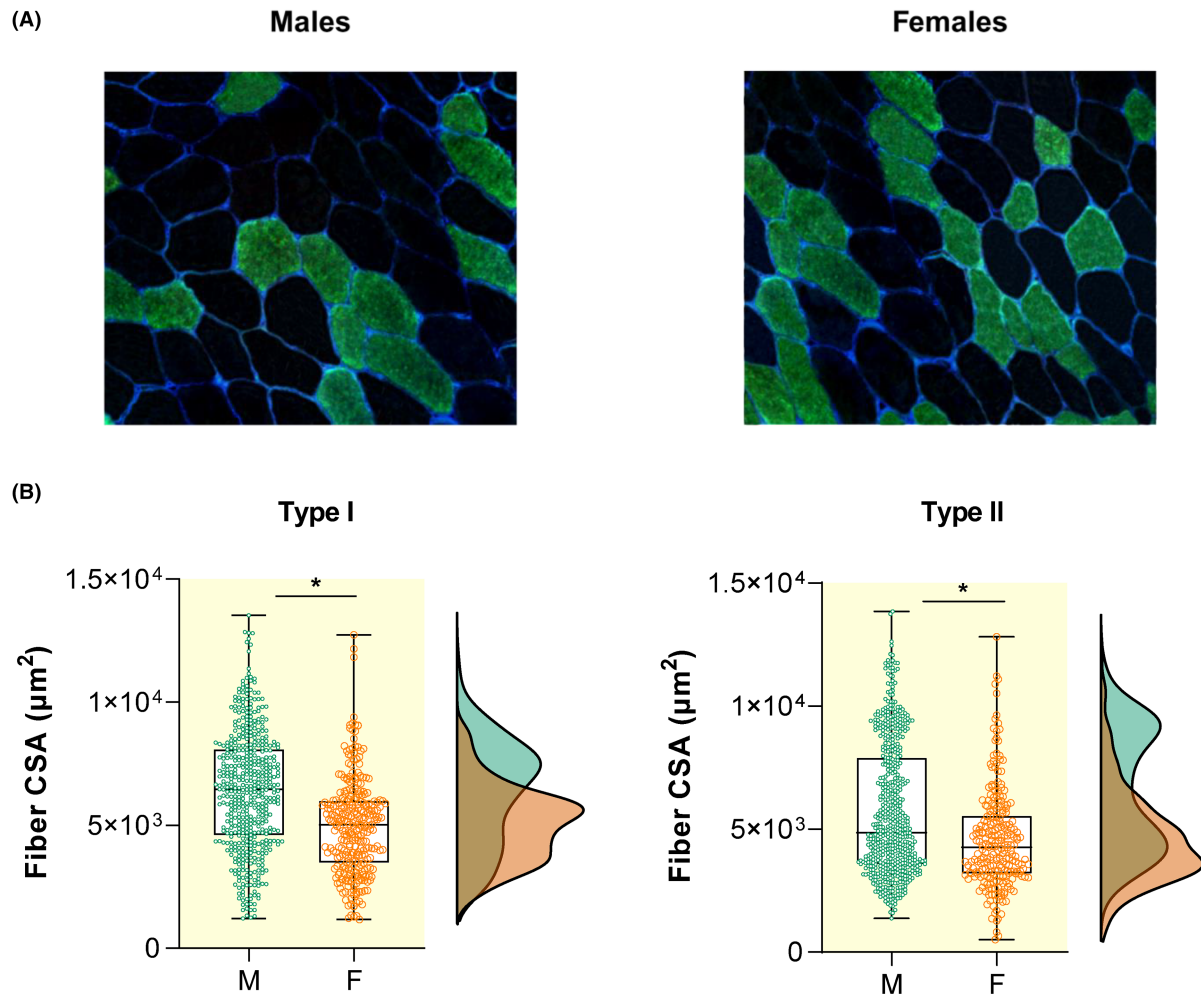 (A)
Males
Females
(B)
Type I
Type II
Fiber CSA (µm²)
1.5×10⁴
1×10⁴
5×10³
0
*
M
F
Fiber CSA (µm²)
1.5×10⁴
1×10⁴
5×10³
0
*
M
F